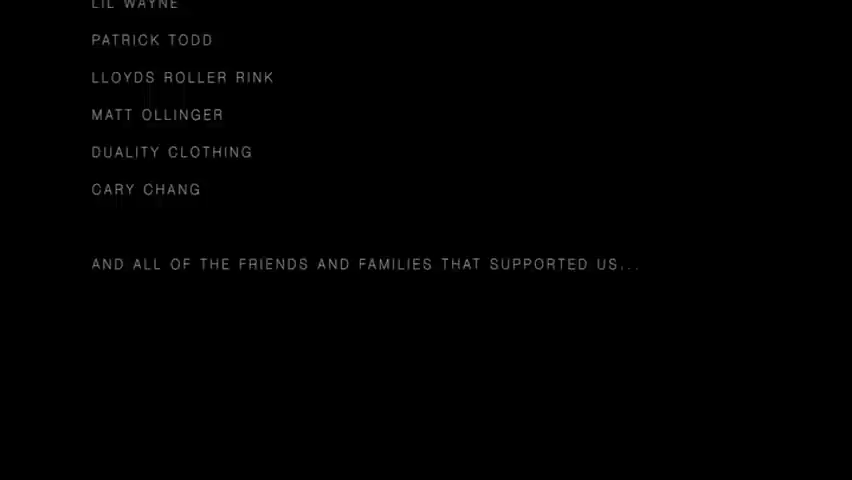 LIL WAYNE
PATRICK TODD
LLOYDS ROLLER RINK
MATT OLLINGER
DUALITY CLOTHING
CARY CHANG
AND ALL OF THE FRIENDS AND FAMILIES THAT SUPPORTED US...